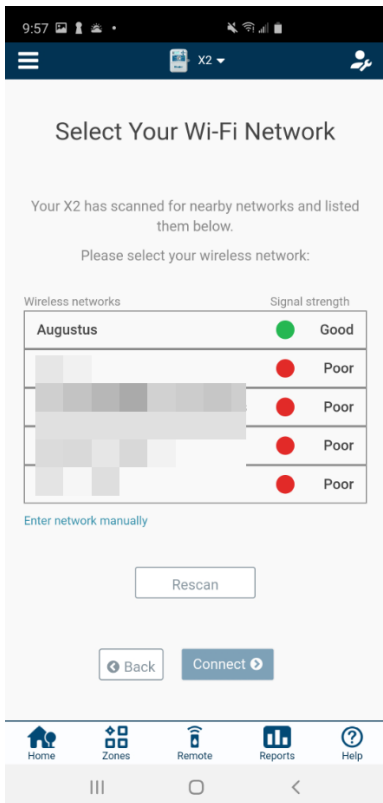 9:57
X2
Select Your Wi-Fi Network
Your X2 has scanned for nearby networks and listed
them below.
Please select your wireless network:
Wireless networks Signal strength
Augustus Good
Poor
Poor
Poor
Poor
Enter network manually
Rescan
Back Connect
Home Zones Remote Reports Help